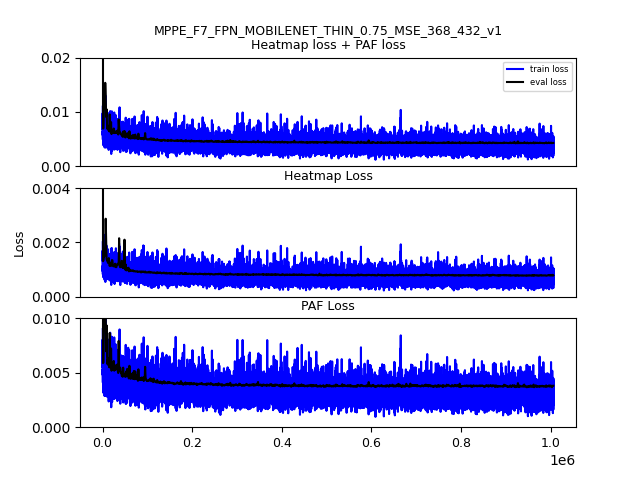 MPPE_F7_FPN_MOBILENET_THIN_0.75_MSE_368_432_v1
Heatmap loss + PAF loss
0.02
0.01
0.00
train loss
eval loss
Heatmap Loss
0.004
0.002
0.000
Loss
PAF Loss
0.010
0.005
0.000
0.0 0.2 0.4 0.6 0.8 1.0
1e6